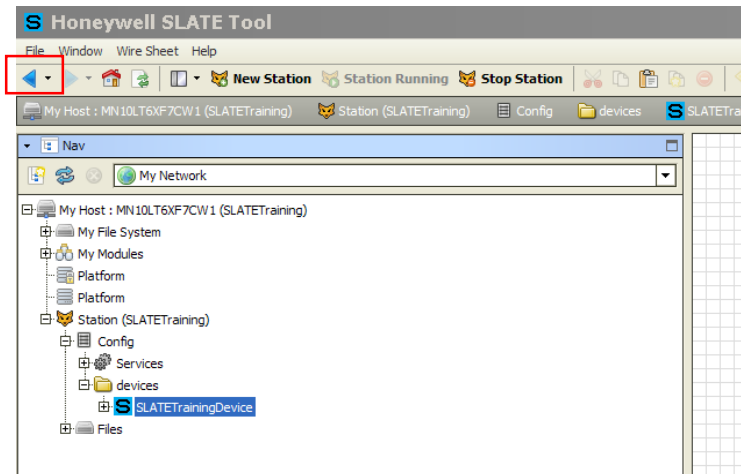 S Honeywell SLATE Tool
File Window Wire Sheet Help
New Station Station Running Stop Station
My Host : MN10LT6XF7CW1 (SLATETraining) Station (SLATETraining) Config devices S SLATETra
Nav
My Network
My Host : MN10LT6XF7CW1 (SLATETraining)
My File System
My Modules
Platform
Platform
Station (SLATETraining)
Config
Services
devices
S SLATETrainingDevice
Files